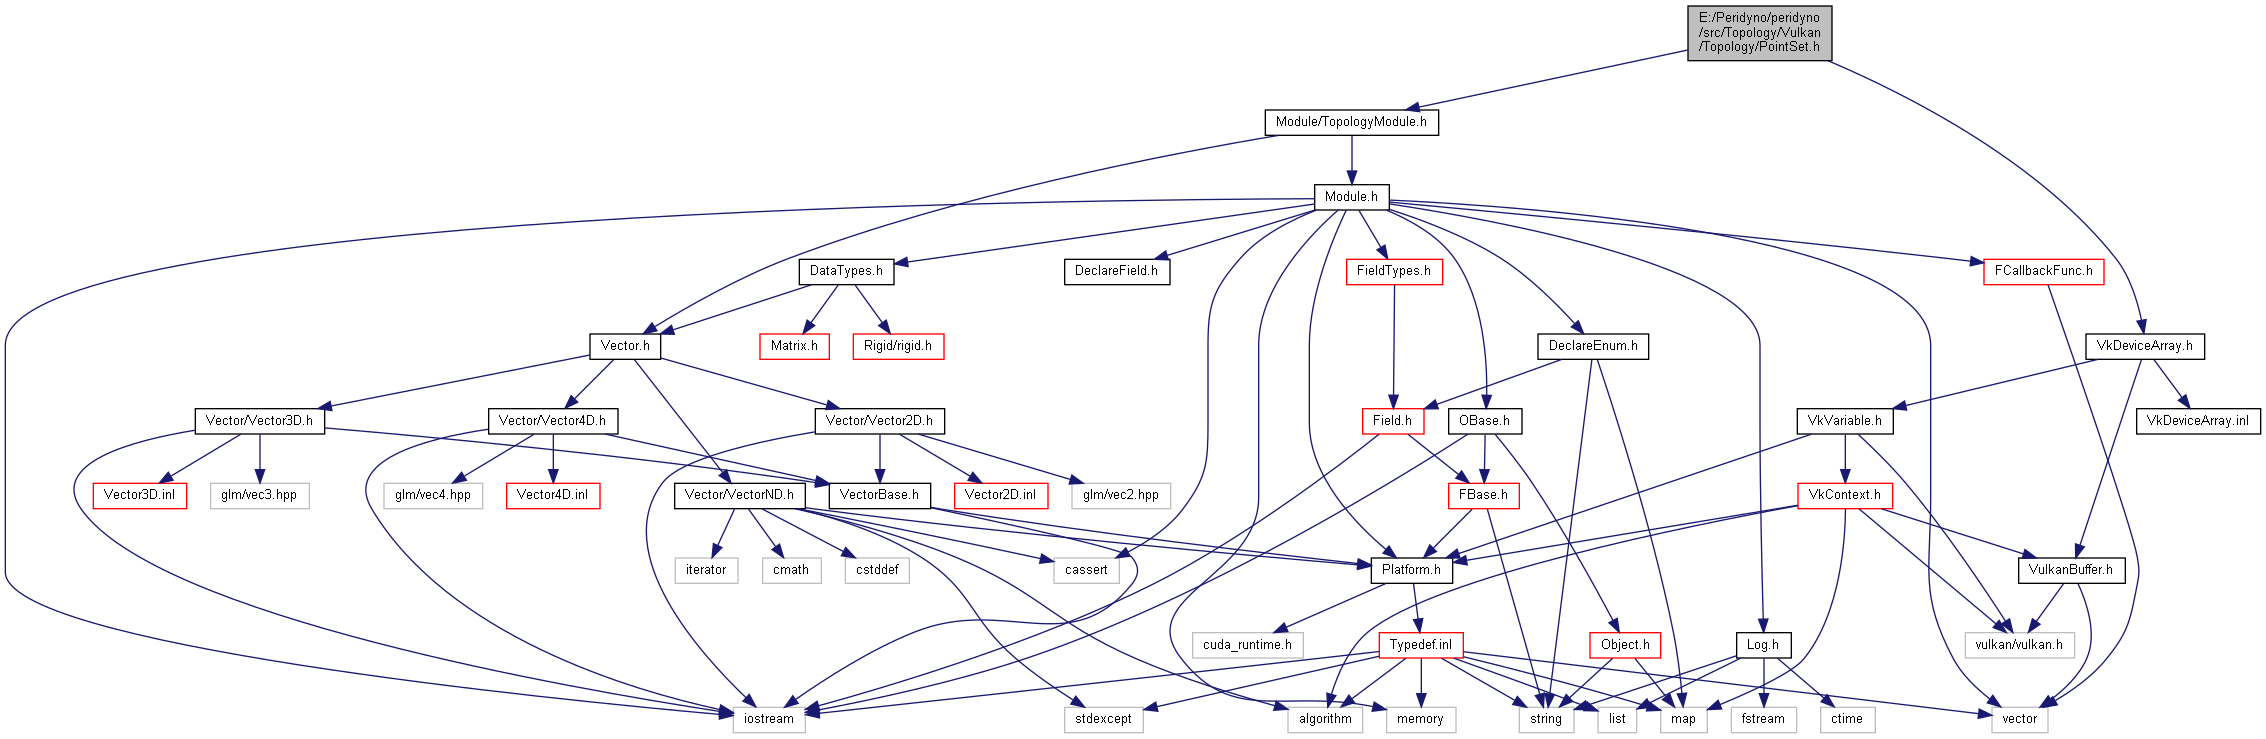 E:/Peridyno/peridyno
/src/Topology/Vulkan
/Topology/PointSet.h
Module/TopologyModule.h
Module.h
DataTypes.h
DeclareField.h
FieldTypes.h
FCallbackFunc.h
Vector.h
Matrix.h
Rigid/rigid.h
DeclareEnum.h
VkDeviceArray.h
Vector/Vector3D.h
Vector/Vector4D.h
Vector/Vector2D.h
Field.h
OBase.h
VkVariable.h
VkDeviceArray.inl
Vector3D.inl
glm/vec3.hpp
glm/vec4.hpp
Vector4D.inl
Vector/VectorND.h
VectorBase.h
Vector2D.inl
glm/vec2.hpp
FBase.h
VkContext.h
iterator
cmath
cstddef
cassert
Platform.h
VulkanBuffer.h
cuda_runtime.h
Typedef.inl
Object.h
Log.h
vulkan/vulkan.h
iostream
stdexcept
algorithm
memory
string
list
map
fstream
ctime
vector